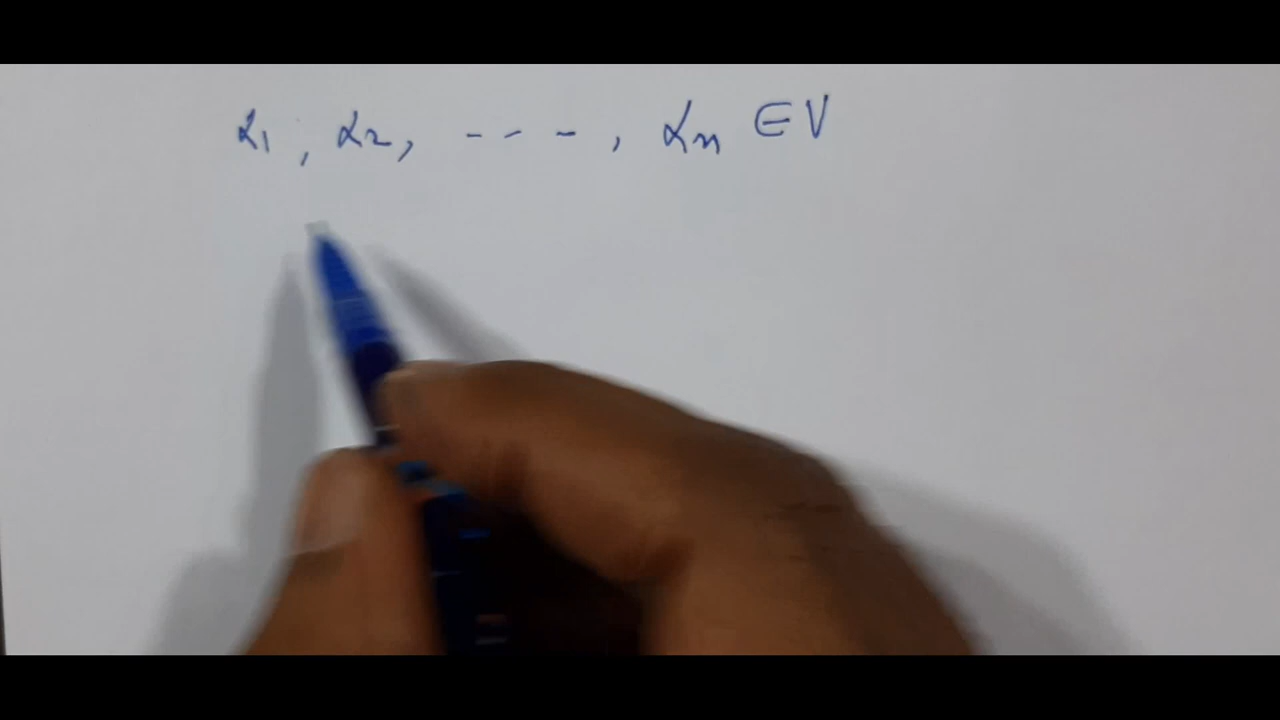 α1, α2, ----, αn ∈ V